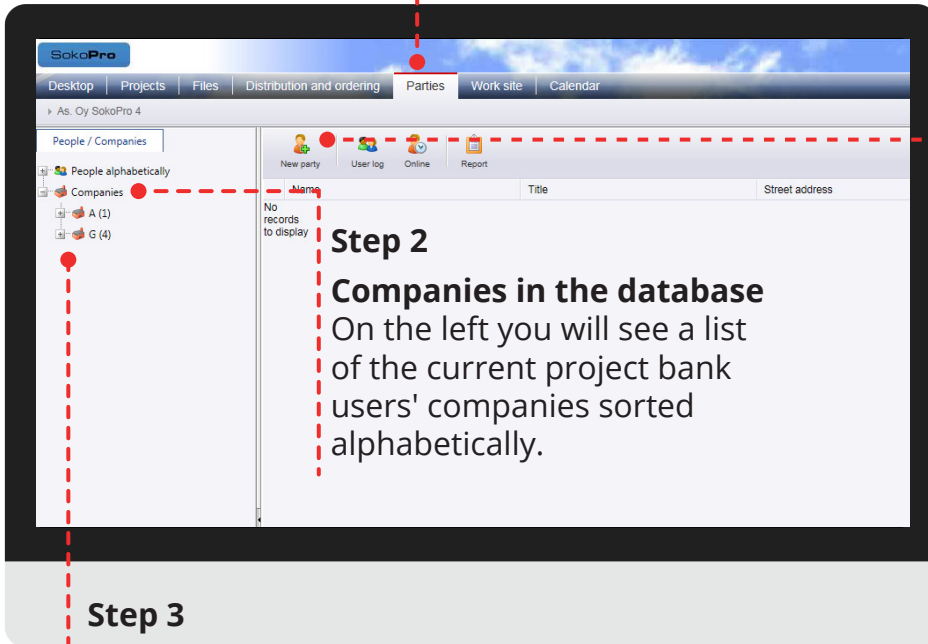 SokoPro
Desktop Projects Files Distribution and ordering Parties Work site Calendar
As. Oy SokoPro 4
People / Companies
New party User log Online Report
People alphabetically
Companies
A (1)
G (4)
Name Title Street address
No
records
to display
Step 2
Companies in the database
On the left you will see a list
of the current project bank
users' companies sorted
alphabetically.
Step 3